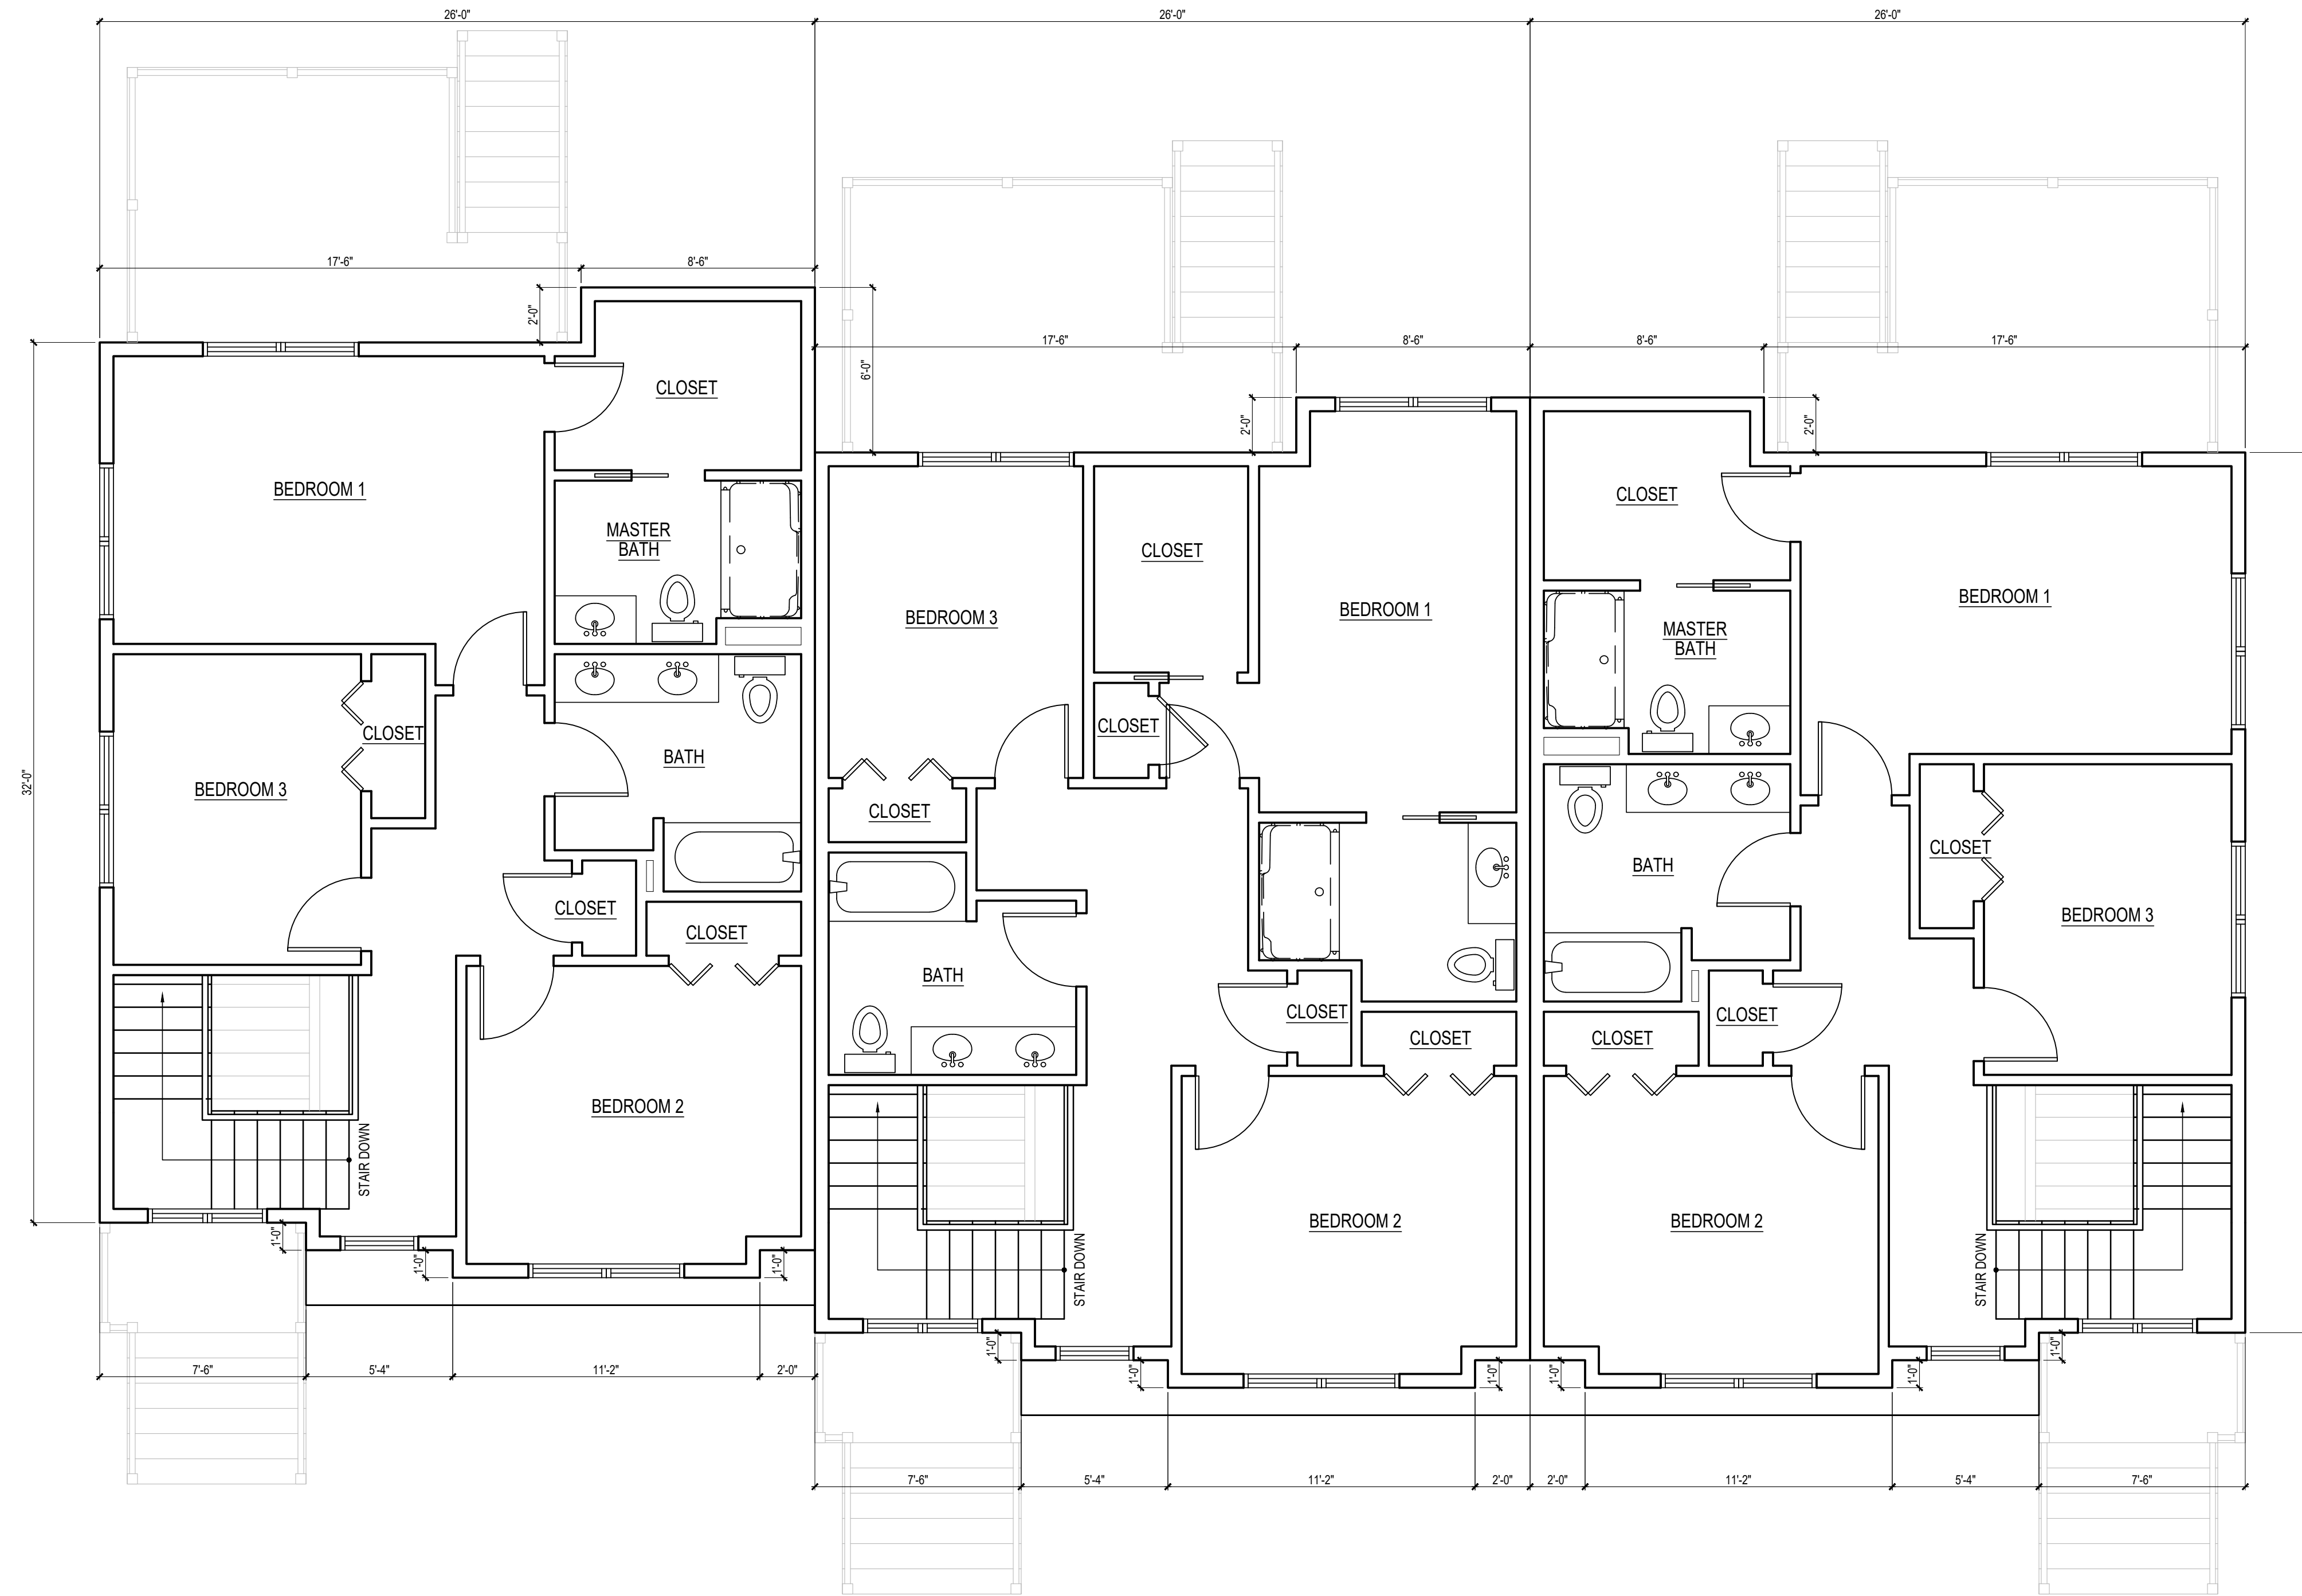 26'-0"
26'-0"
26'-0"
17'-6"
8'-6"
2'-0"
6'-0"
17'-6"
8'-6"
8'-6"
17'-6"
2'-0"
2'-0"
32'-0"
CLOSET
BEDROOM 1
MASTER
BATH
CLOSET
BEDROOM 3
BATH
CLOSET
CLOSET
BEDROOM 2
STAIR DOWN
1'-0"
1'-0"
1'-0"
7'-6"
5'-4"
11'-2"
2'-0"
BEDROOM 3
CLOSET
BEDROOM 1
CLOSET
CLOSET
BATH
CLOSET
CLOSET
BEDROOM 2
STAIR DOWN
1'-0"
1'-0"
1'-0"
7'-6"
5'-4"
11'-2"
2'-0"
CLOSET
BEDROOM 1
MASTER
BATH
CLOSET
BATH
BEDROOM 3
CLOSET
CLOSET
BEDROOM 2
STAIR DOWN
1'-0"
1'-0"
1'-0"
2'-0"
11'-2"
5'-4"
7'-6"